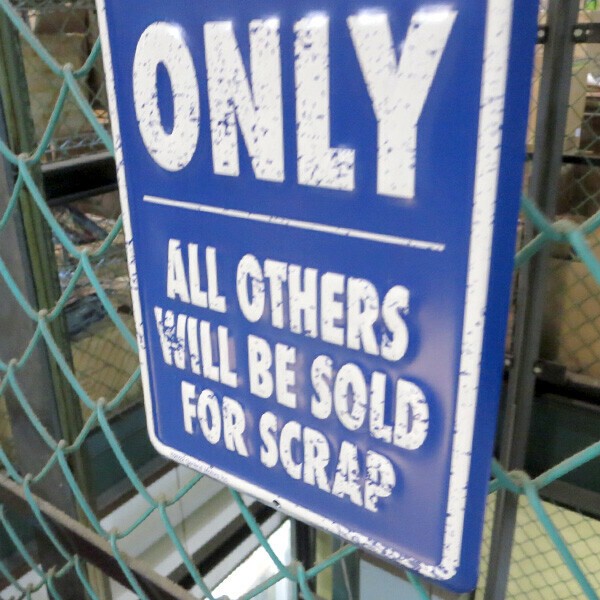 ONLY
ALL OTHERS
WILL BE SOLD
FOR SCRAP